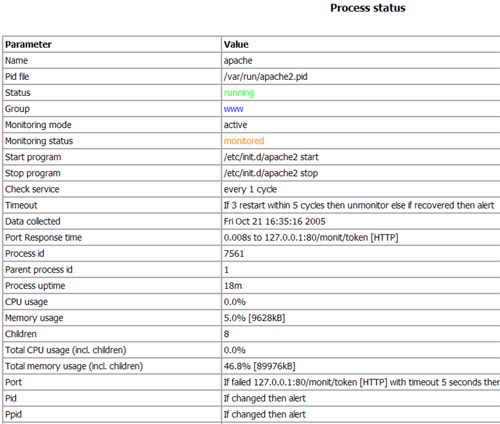 Process status
Parameter Value
Name apache
Pid file /var/run/apache2.pid
Status running
Group www
Monitoring mode active
Monitoring status monitored
Start program /etc/init.d/apache2 start
Stop program /etc/init.d/apache2 stop
Check service every 1 cycle
Timeout If 3 restart within 5 cycles then unmonitor else if recovered then alert
Data collected Fri Oct 21 16:35:16 2005
Port Response time 0.008s to 127.0.0.1:80/monit/token [HTTP]
Process id 7561
Parent process id 1
Process uptime 18m
CPU usage 0.0%
Memory usage 5.0% [9628kB]
Children 8
Total CPU usage (incl. children) 0.0%
Total memory usage (incl. children) 46.8% [89976kB]
Port If failed 127.0.0.1:80/monit/token [HTTP] with timeout 5 seconds then
Pid If changed then alert
Ppid If changed then alert